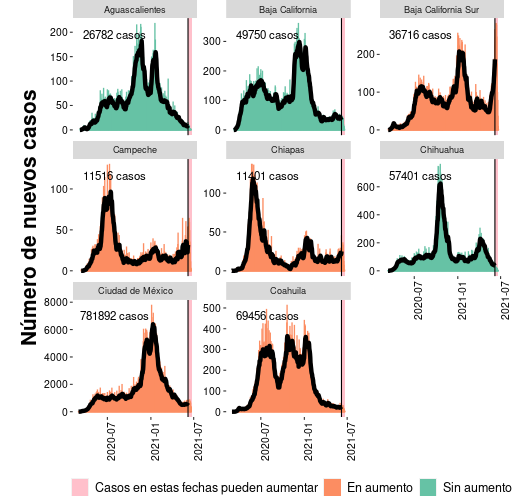 Aguascalientes
Baja California
Baja California Sur
26782 casos
49750 casos
36716 casos
200
150
100
50
0
300
200
100
0
200
100
0
Campeche
Chiapas
Chihuahua
11516 casos
11401 casos
57401 casos
100
50
0
100
50
0
600
400
200
0
Ciudad de México
Coahuila
781892 casos
69456 casos
8000
6000
4000
2000
0
500
400
300
200
100
0
2020-07
2021-01
2021-07
2020-07
2021-01
2021-07
2020-07
2021-01
2021-07
Número de nuevos casos
Casos en estas fechas pueden aumentar
En aumento
Sin aumento